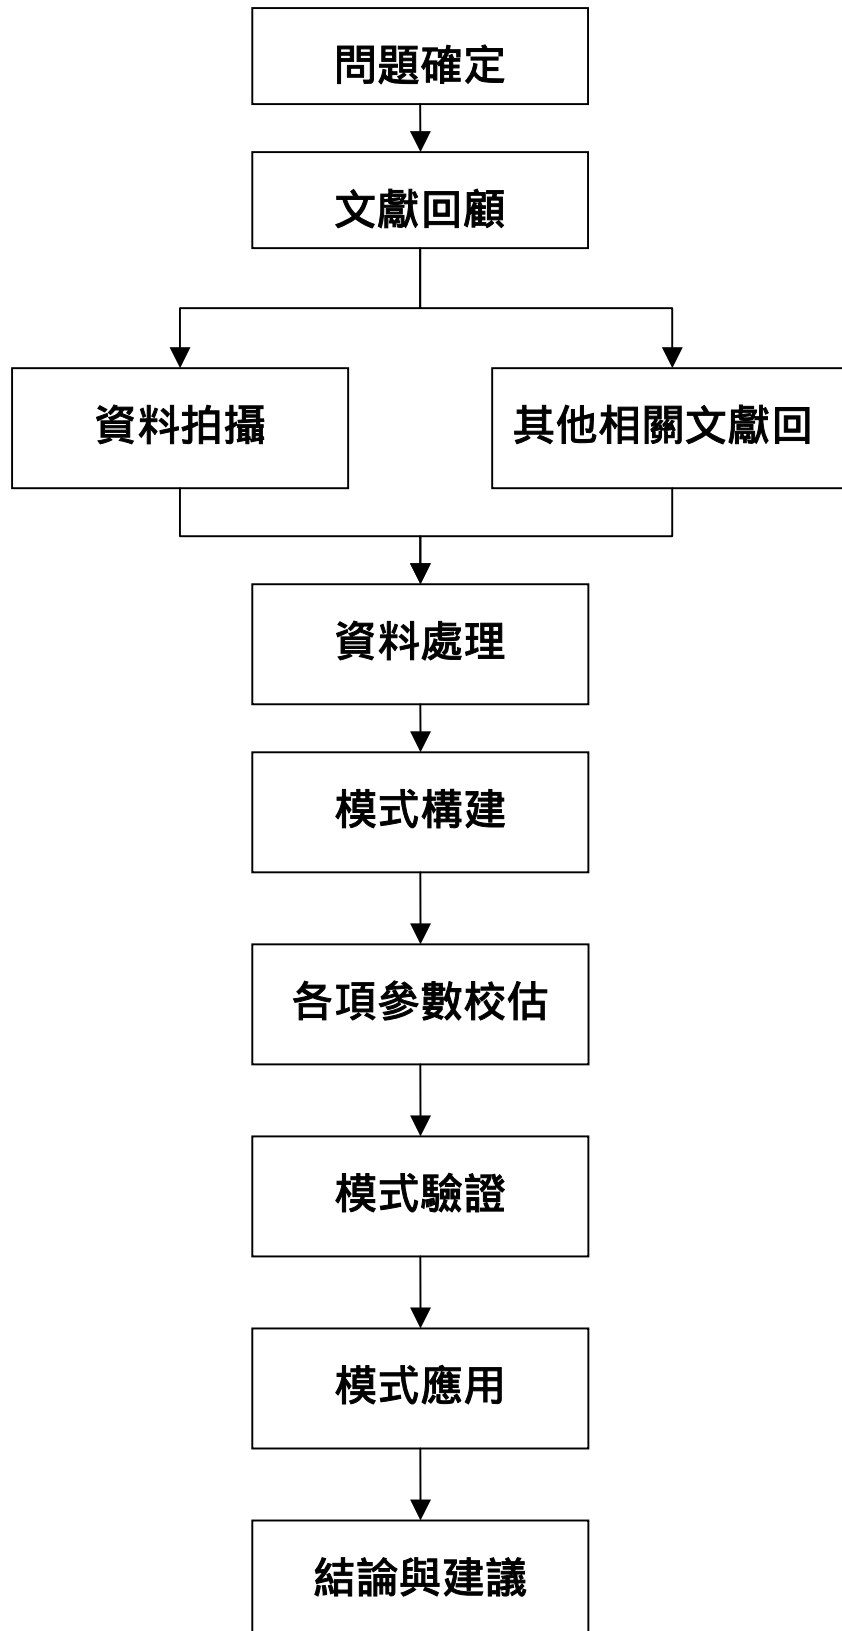 問題確定
文獻回顧
資料拍攝
其他相關文獻回
資料處理
模式構建
各項參數校估
模式驗證
模式應用
結論與建議